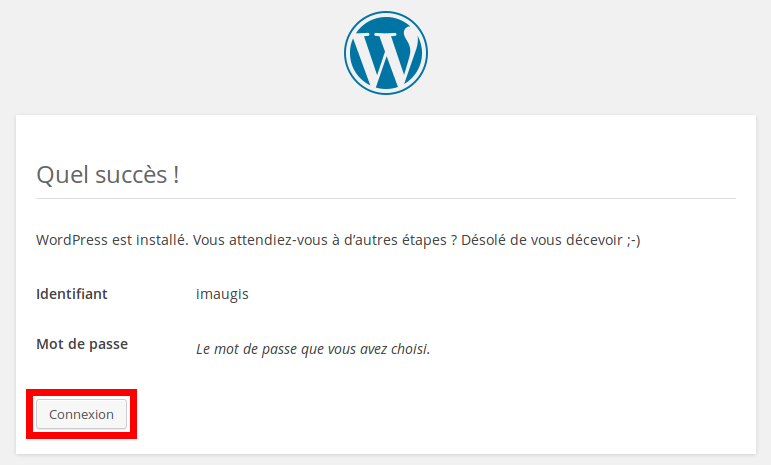 Quel succès !
WordPress est installé. Vous attendiez-vous à d’autres étapes ? Désolé de vous décevoir ;-)
Identifiant imaugis
Mot de passe Le mot de passe que vous avez choisi.
Connexion